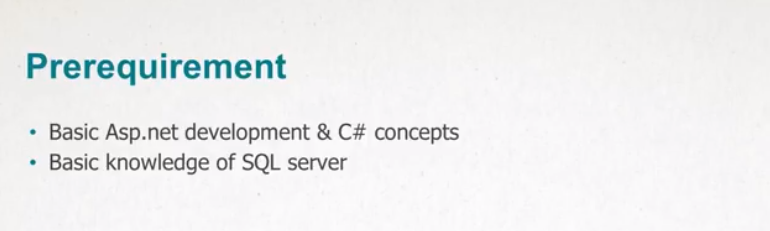 Prerequirement
• Basic Asp.net development & C# concepts
• Basic knowledge of SQL server